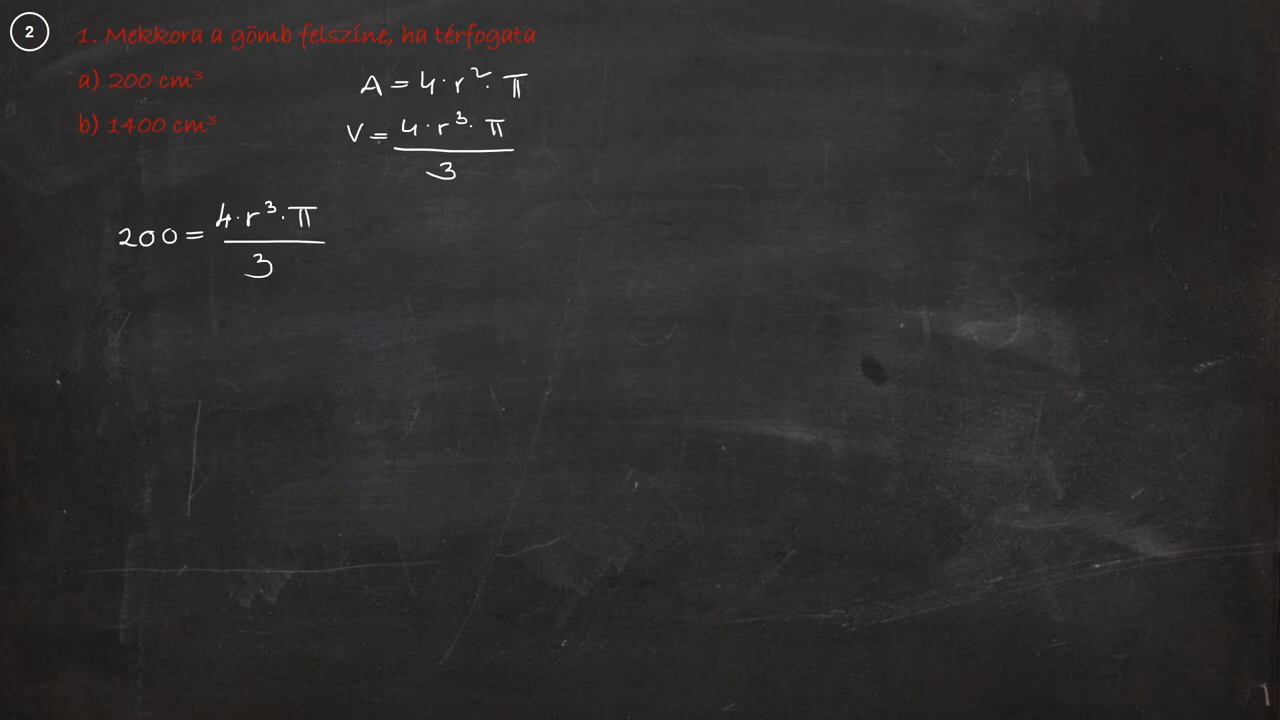 2
1. Mekkora a gömb felszíne, ha térfogata
a) 200 cm³
A = 4·r²·π
b) 1400 cm³
V = 4·r³·π / 3
200 = 4·r³·π / 3